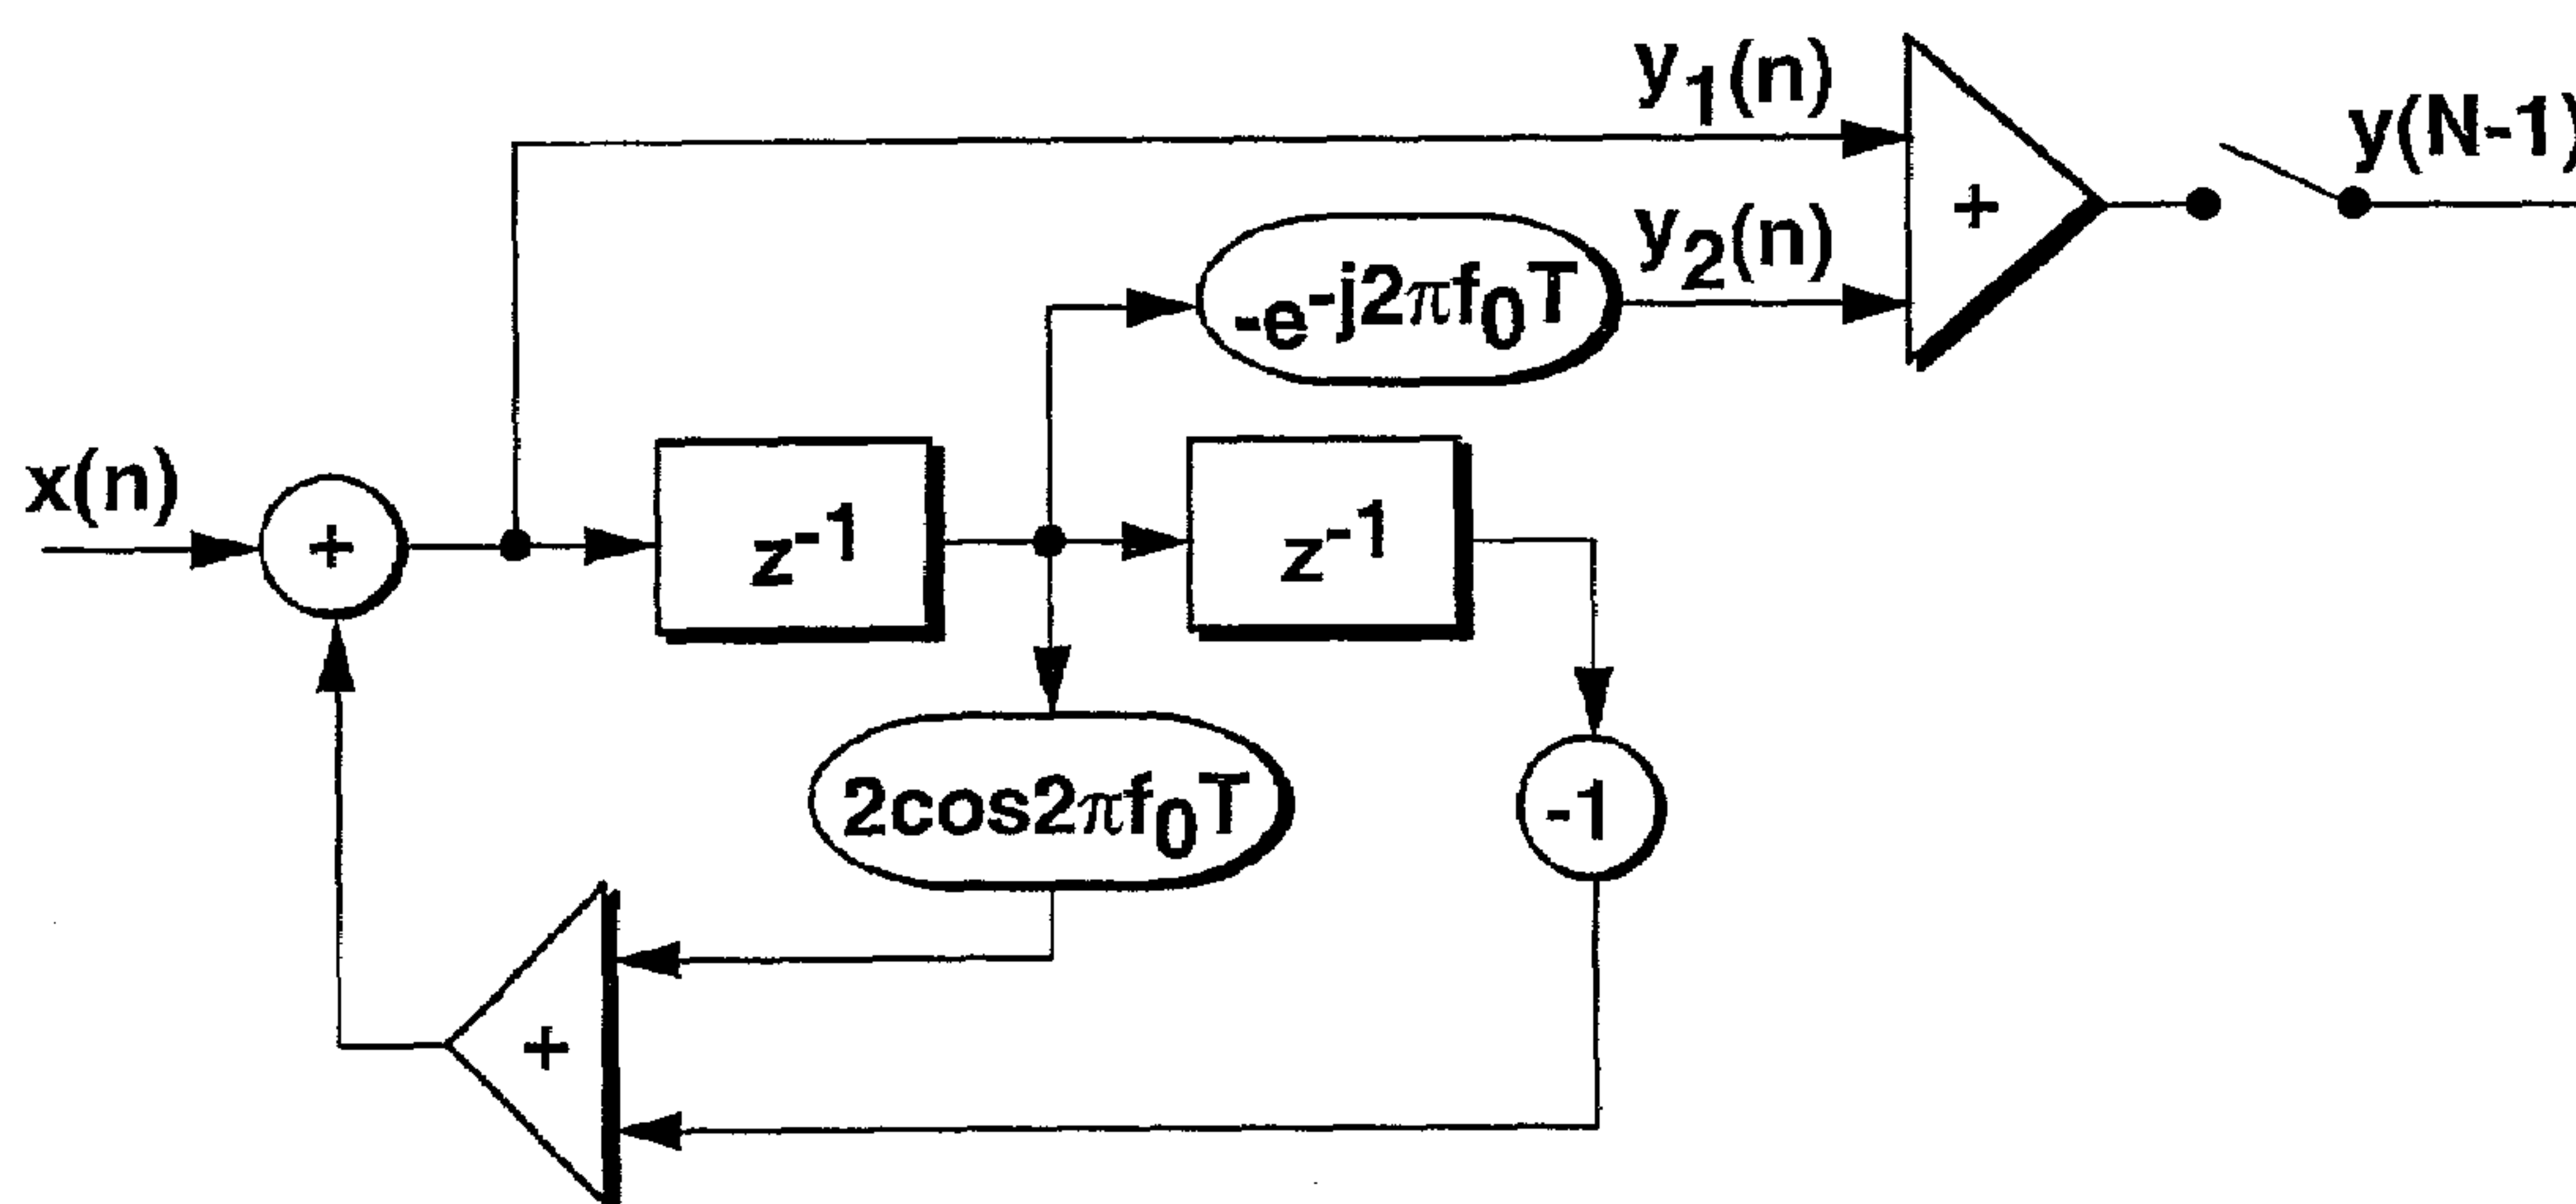 y₁(n)
y(N-1)
+
y₂(n)
-e^-j2πf₀T
x(n)
+
z⁻¹
z⁻¹
2cos2πf₀T
-1
+